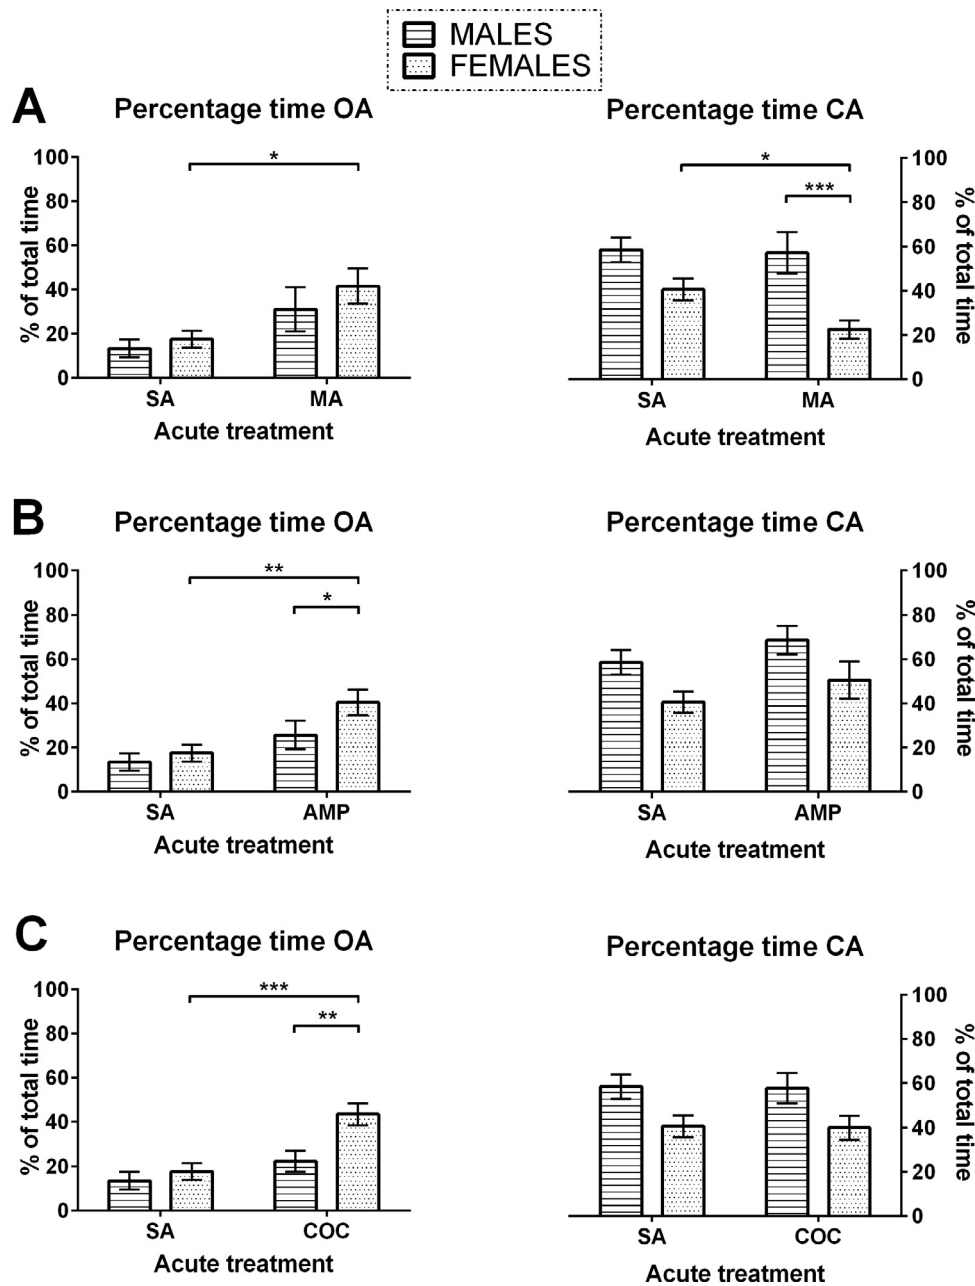 MALES
FEMALES
A
Percentage time OA
Percentage time CA
% of total time
100
80
60
40
20
0
*
SA
MA
Acute treatment
*
***
100
80
60
40
20
0
% of total time
SA
MA
Acute treatment
B
Percentage time OA
Percentage time CA
% of total time
100
80
60
40
20
0
**
*
SA
AMP
Acute treatment
100
80
60
40
20
0
% of total time
SA
AMP
Acute treatment
C
Percentage time OA
Percentage time CA
% of total time
100
80
60
40
20
0
***
**
SA
COC
Acute treatment
100
80
60
40
20
0
% of total time
SA
COC
Acute treatment